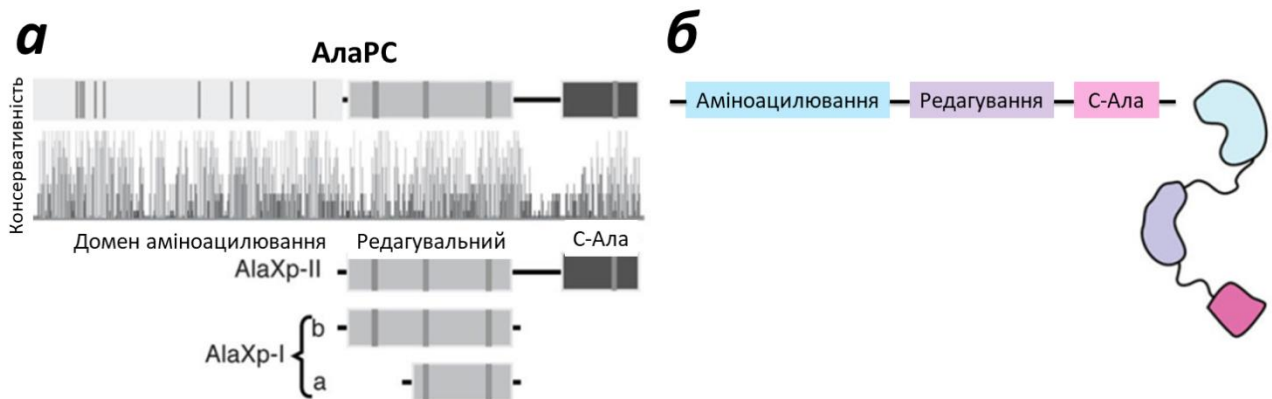 а
АлаРС
Консервативність
Домен аміноацилювання
Редагувальний
С-Ала
AlaXp-II
AlaXp-I
b
a
б
Аміноацилювання
Редагування
С-Ала